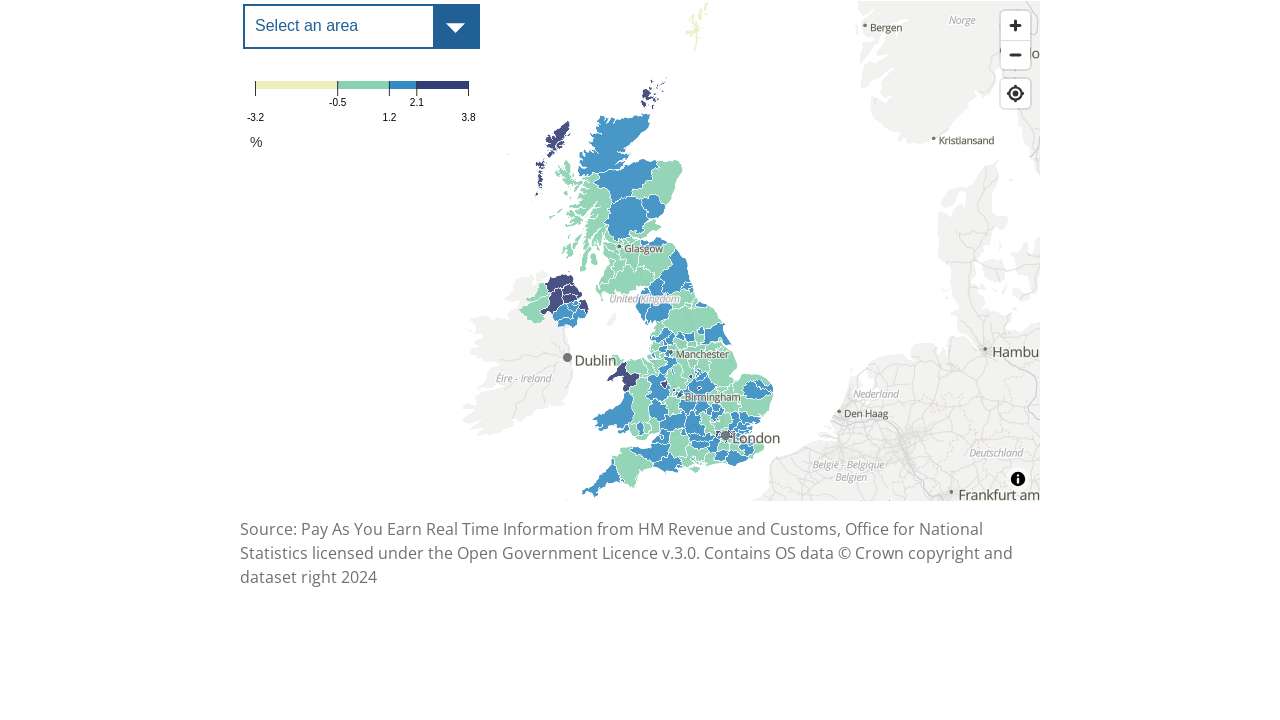 Select an area
-0.5
2.1
-3.2
1.2
3.8
%
Norge
Bergen
Kristiansand
Glasgow
United Kingdom
Manchester
Dublin
Éire - Ireland
Birmingham
London
Hambu
Nederland
Den Haag
Deutschland
België - Belgique
Belgien
Frankfurt am
Source: Pay As You Earn Real Time Information from HM Revenue and Customs, Office for National
Statistics licensed under the Open Government Licence v.3.0. Contains OS data © Crown copyright and
dataset right 2024